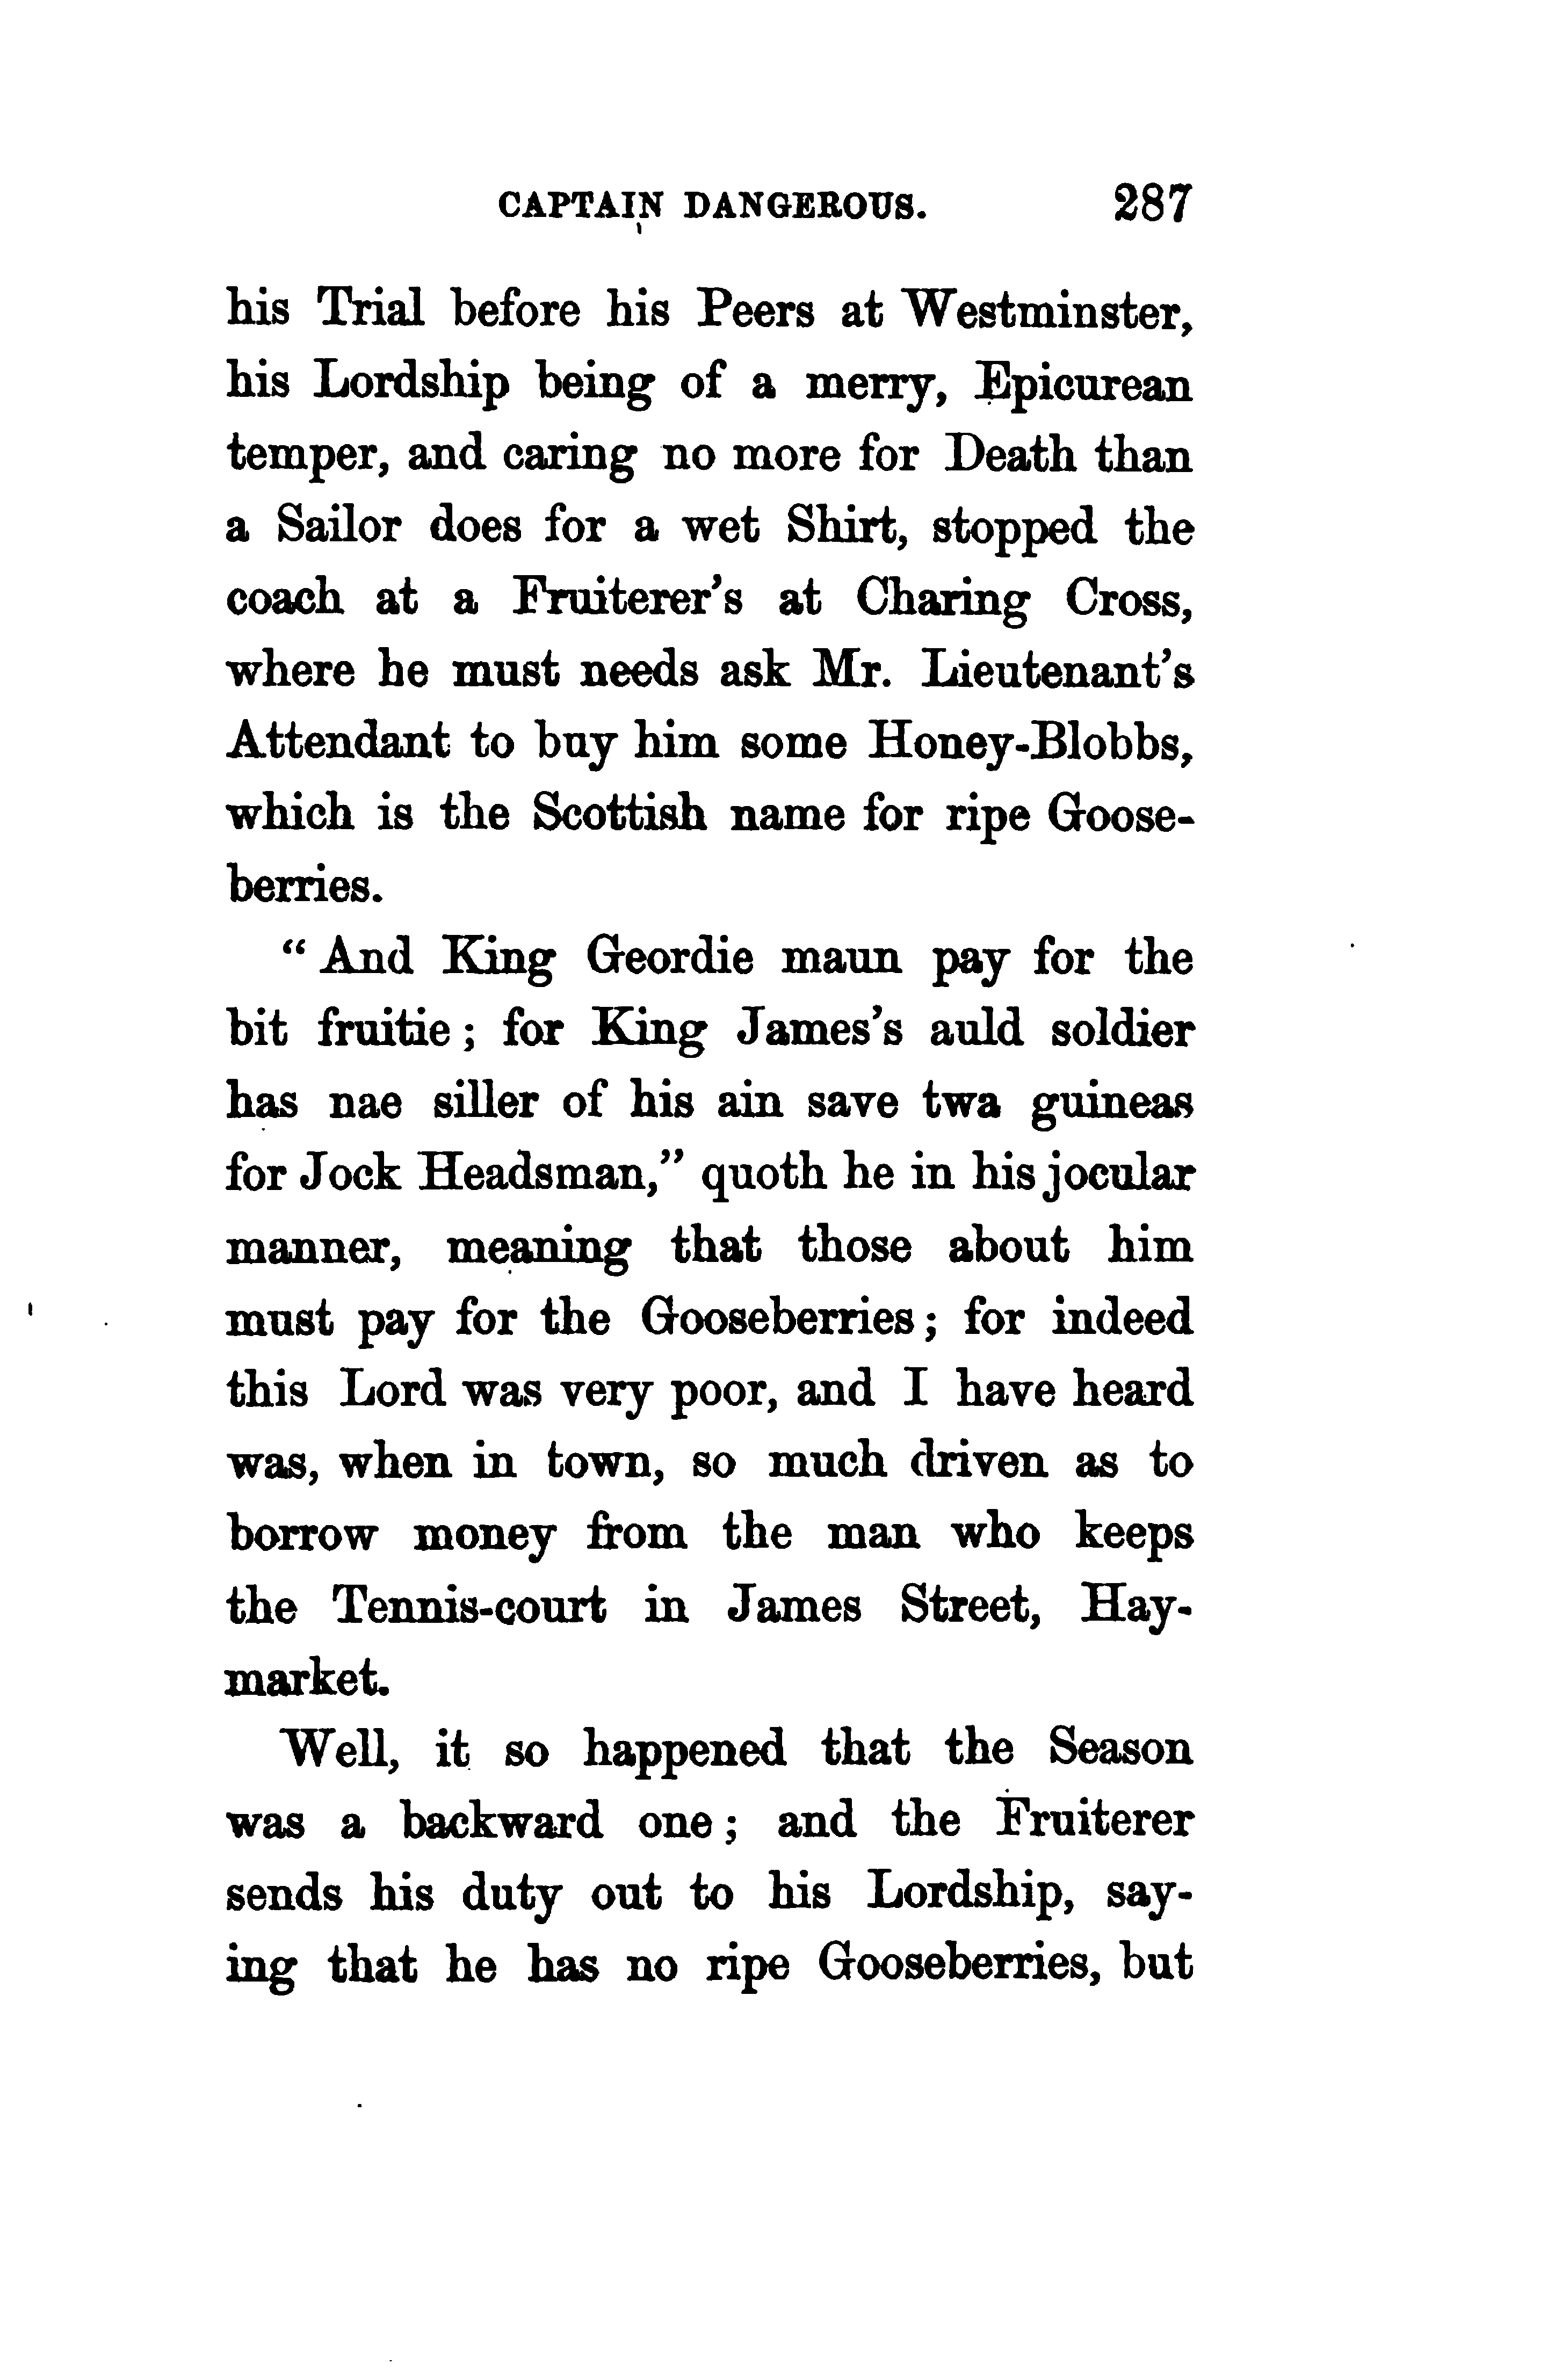 CAPTAIN DANGEROUS. 287
his Trial before his Peers at Westminster,
his Lordship being of a merry, Epicurean
temper, and caring no more for Death than
a Sailor does for a wet Shirt, stopped the
coach at a Fruiterer's at Charing Cross,
where he must needs ask Mr. Lieutenant's
Attendant to buy him some Honey-Blobbs,
which is the Scottish name for ripe Goose-
berries.
“And King Geordie maun pay for the
bit fruitie; for King James's auld soldier
has nae siller of his ain save twa guineas
for Jock Headsman,” quoth he in his jocular
manner, meaning that those about him
must pay for the Gooseberries; for indeed
this Lord was very poor, and I have heard
was, when in town, so much driven as to
borrow money from the man who keeps
the Tennis-court in James Street, Hay-
market.
Well, it so happened that the Season
was a backward one; and the Fruiterer
sends his duty out to his Lordship, say-
ing that he has no ripe Gooseberries, but